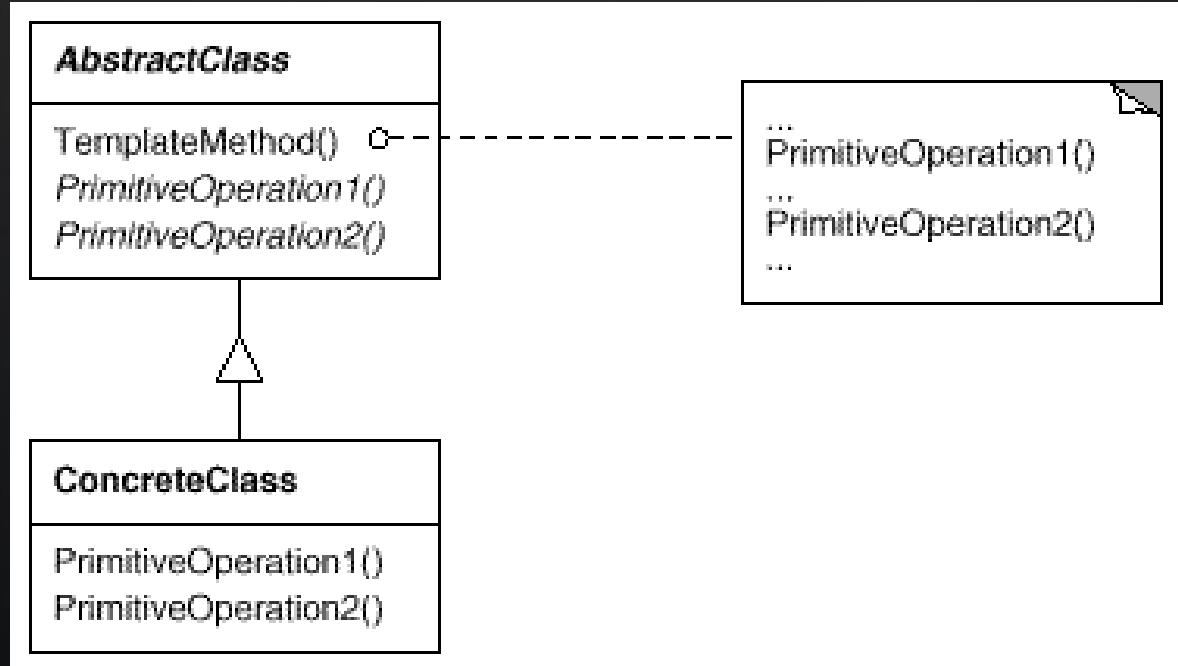 AbstractClass
TemplateMethod()
PrimitiveOperation1()
PrimitiveOperation2()
...
PrimitiveOperation1()
...
PrimitiveOperation2()
...
ConcreteClass
PrimitiveOperation1()
PrimitiveOperation2()